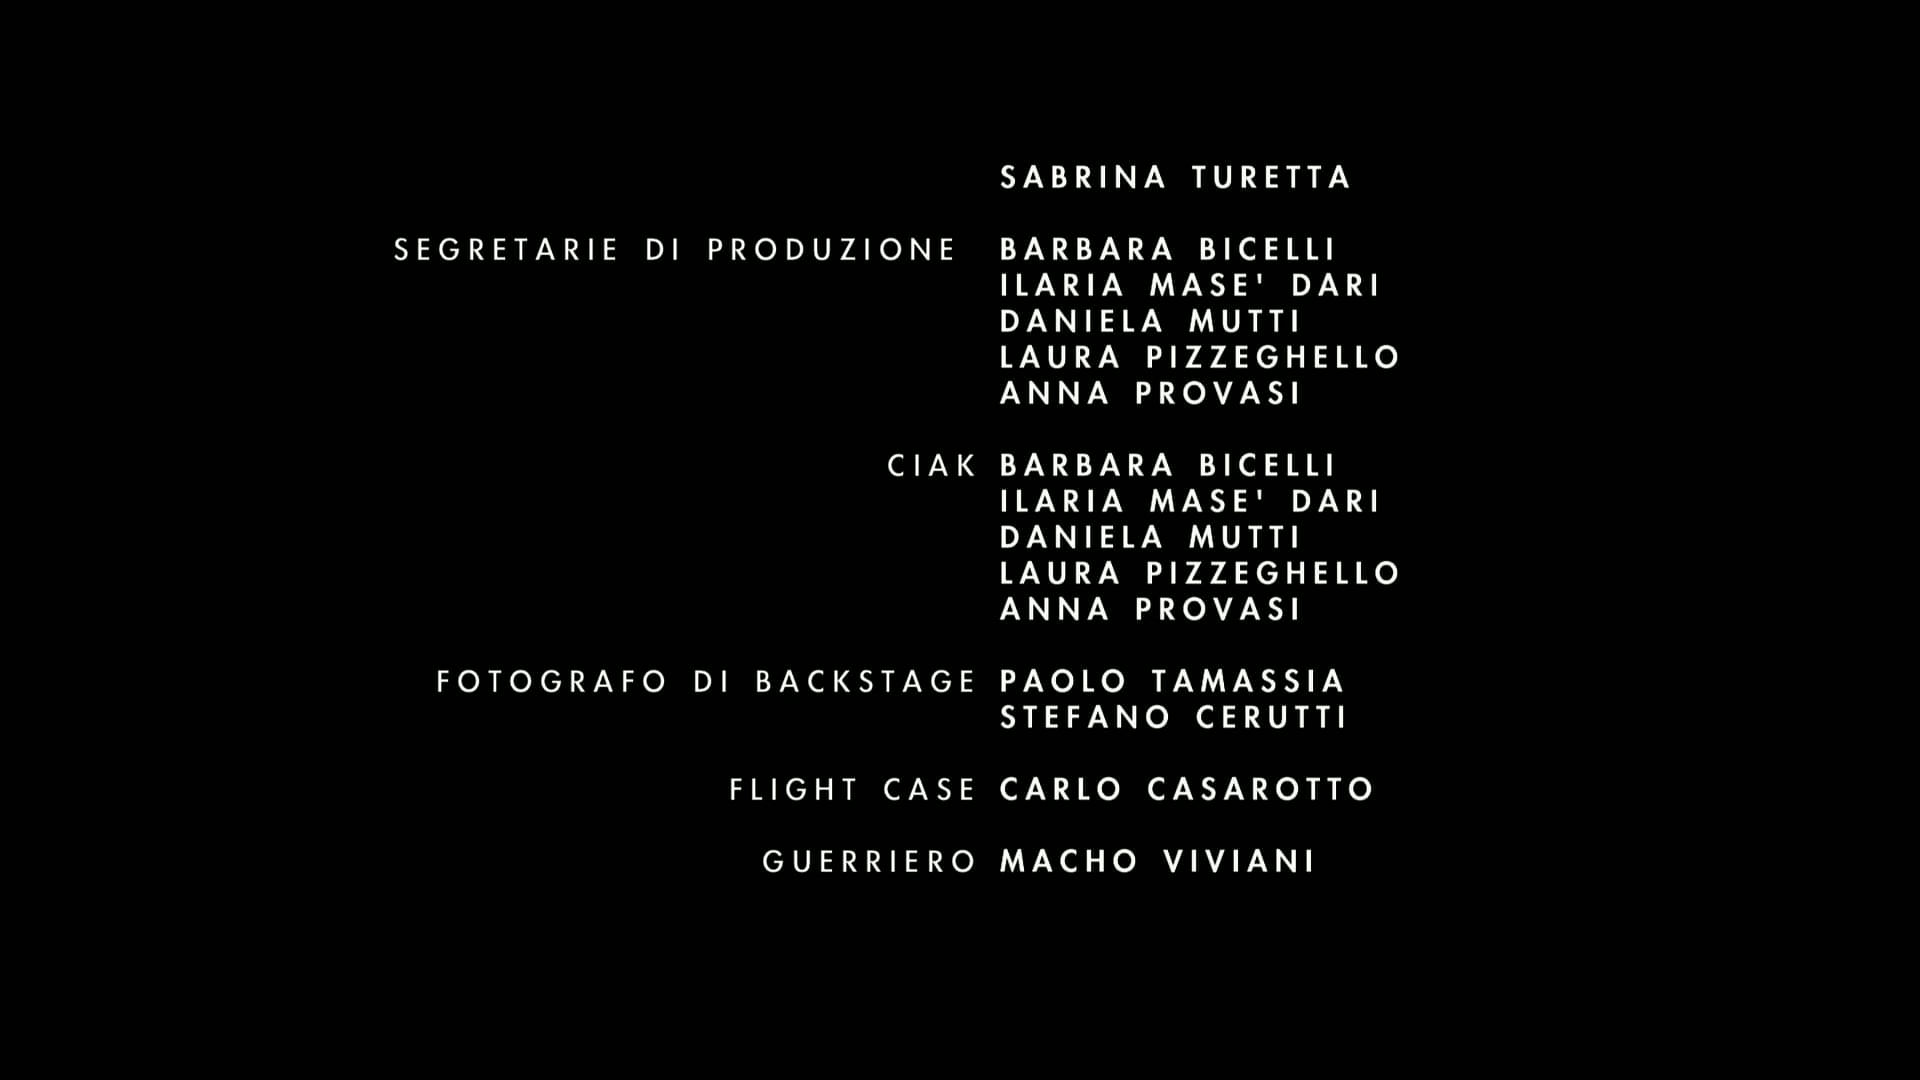 SABRINA TURETTA
SEGRETARIE DI PRODUZIONE BARBARA BICELLI
ILARIA MASE' DARI
DANIELA MUTTI
LAURA PIZZEGHELLO
ANNA PROVASI
CIAK BARBARA BICELLI
ILARIA MASE' DARI
DANIELA MUTTI
LAURA PIZZEGHELLO
ANNA PROVASI
FOTOGRAFO DI BACKSTAGE PAOLO TAMASSIA
STEFANO CERUTTI
FLIGHT CASE CARLO CASAROTTO
GUERRIERO MACHO VIVIANI